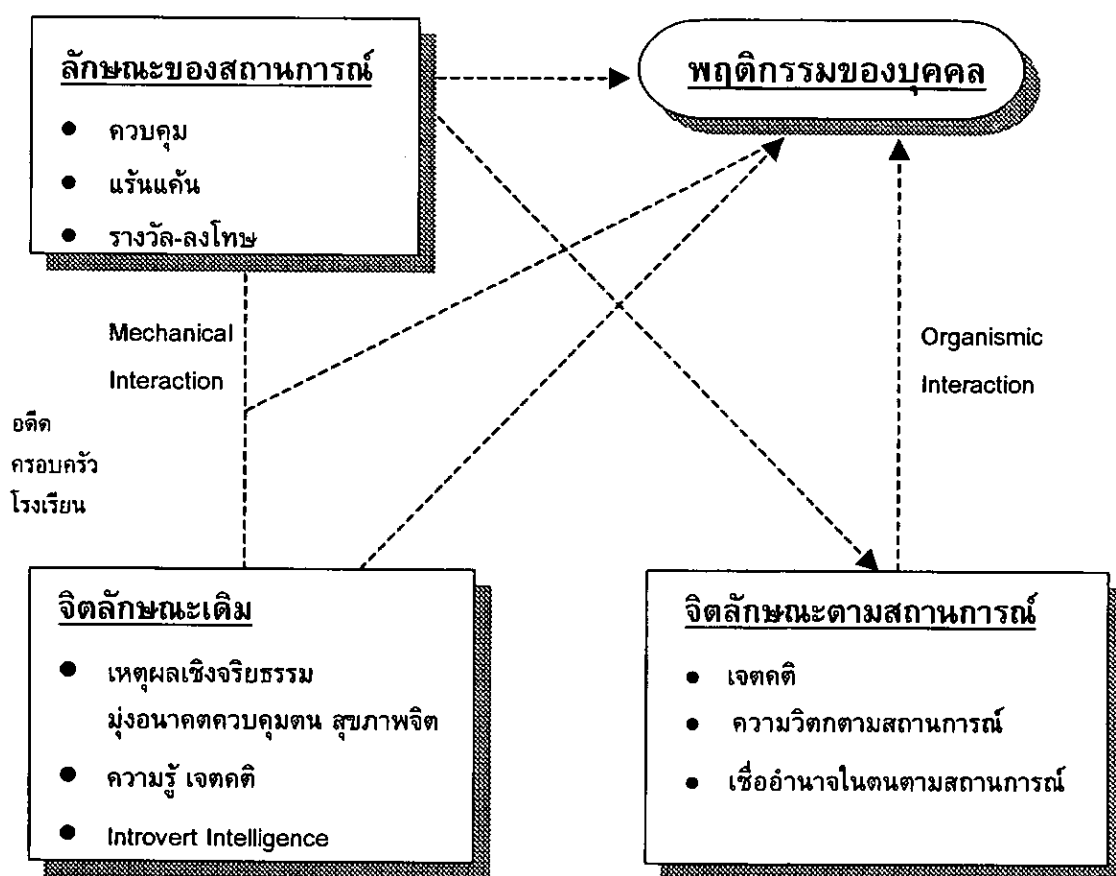 ลักษณะของสถานการณ์
● ควบคุม
● แร้นแค้น
● รางวัล-ลงโทษ
พฤติกรรมของบุคคล
Mechanical
Interaction
Organismic
Interaction
อดีต
ครอบครัว
โรงเรียน
จิตลักษณะเดิม
● เหตุผลเชิงจริยธรรม
มุ่งอนาคตควบคุมตน สุขภาพจิต
● ความรู้ เจตคติ
● Introvert Intelligence
จิตลักษณะตามสถานการณ์
● เจตคติ
● ความวิตกตามสถานการณ์
● เชื่ออำนาจในตนตามสถานการณ์